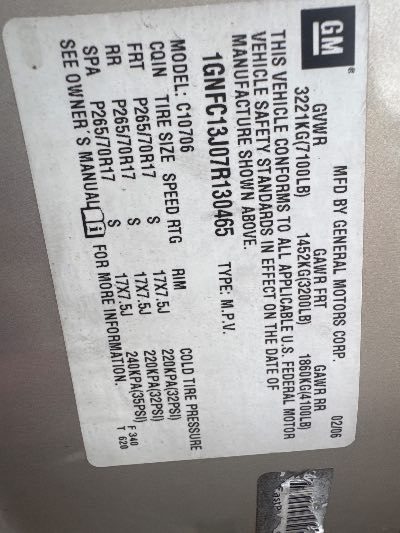 GM
MFD BY GENERAL MOTORS CORP.
02/06
GVWR GAWR FRT GAWR RR
3221KG(7100LB) 1452KG(3200LB) 1860KG(4100LB)
THIS VEHICLE CONFORMS TO ALL APPLICABLE U.S. FEDERAL MOTOR
VEHICLE SAFETY STANDARDS IN EFFECT ON THE DATE OF
MANUFACTURE SHOWN ABOVE.
1GNFC13J07R130465 TYPE: M.P.V.
MODEL: C10706
CQIN TIRE SIZE SPEED RTG RIM COLD TIRE PRESSURE
FRT P265/70R17 S 17X7.5J 220KPA(32PSI)
RR P265/70R17 S 17X7.5J 220KPA(32PSI)
SPA P265/70R17 S 17X7.5J 240KPA(35PSI)
SEE OWNER'S MANUAL i FOR MORE INFORMATION.
F 340
T 620